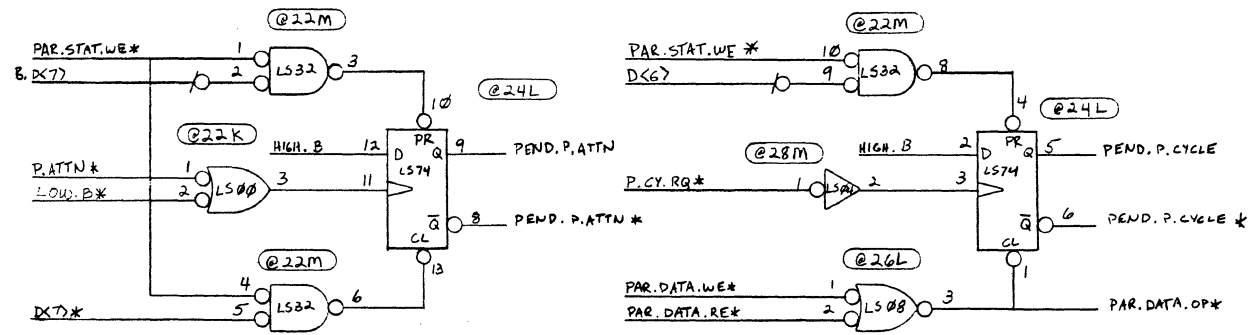 @22M
PAR.STAT.WE*
1
B. D<7>
2
LS32
3
10
@24L
@22K
P.ATTN*
1
LOW.B*
2
LS00
3
HIGH.B
12
D
PR
Q
9
PEND.P.ATTN
LS74
11
Q
8
PEND.P.ATTN*
CL
13
@22M
4
D<7>*
5
LS32
6
@22M
PAR.STAT.WE*
10
D<6>
9
LS32
8
4
@24L
@28M
HIGH.B
2
D
PR
Q
5
PEND.P.CYCLE
LS74
P.CY.RQ*
1
LS04
2
3
Q
6
PEND.P.CYCLE*
CL
1
@26L
PAR.DATA.WE*
1
PAR.DATA.RE*
2
LS08
3
PAR.DATA.OP*